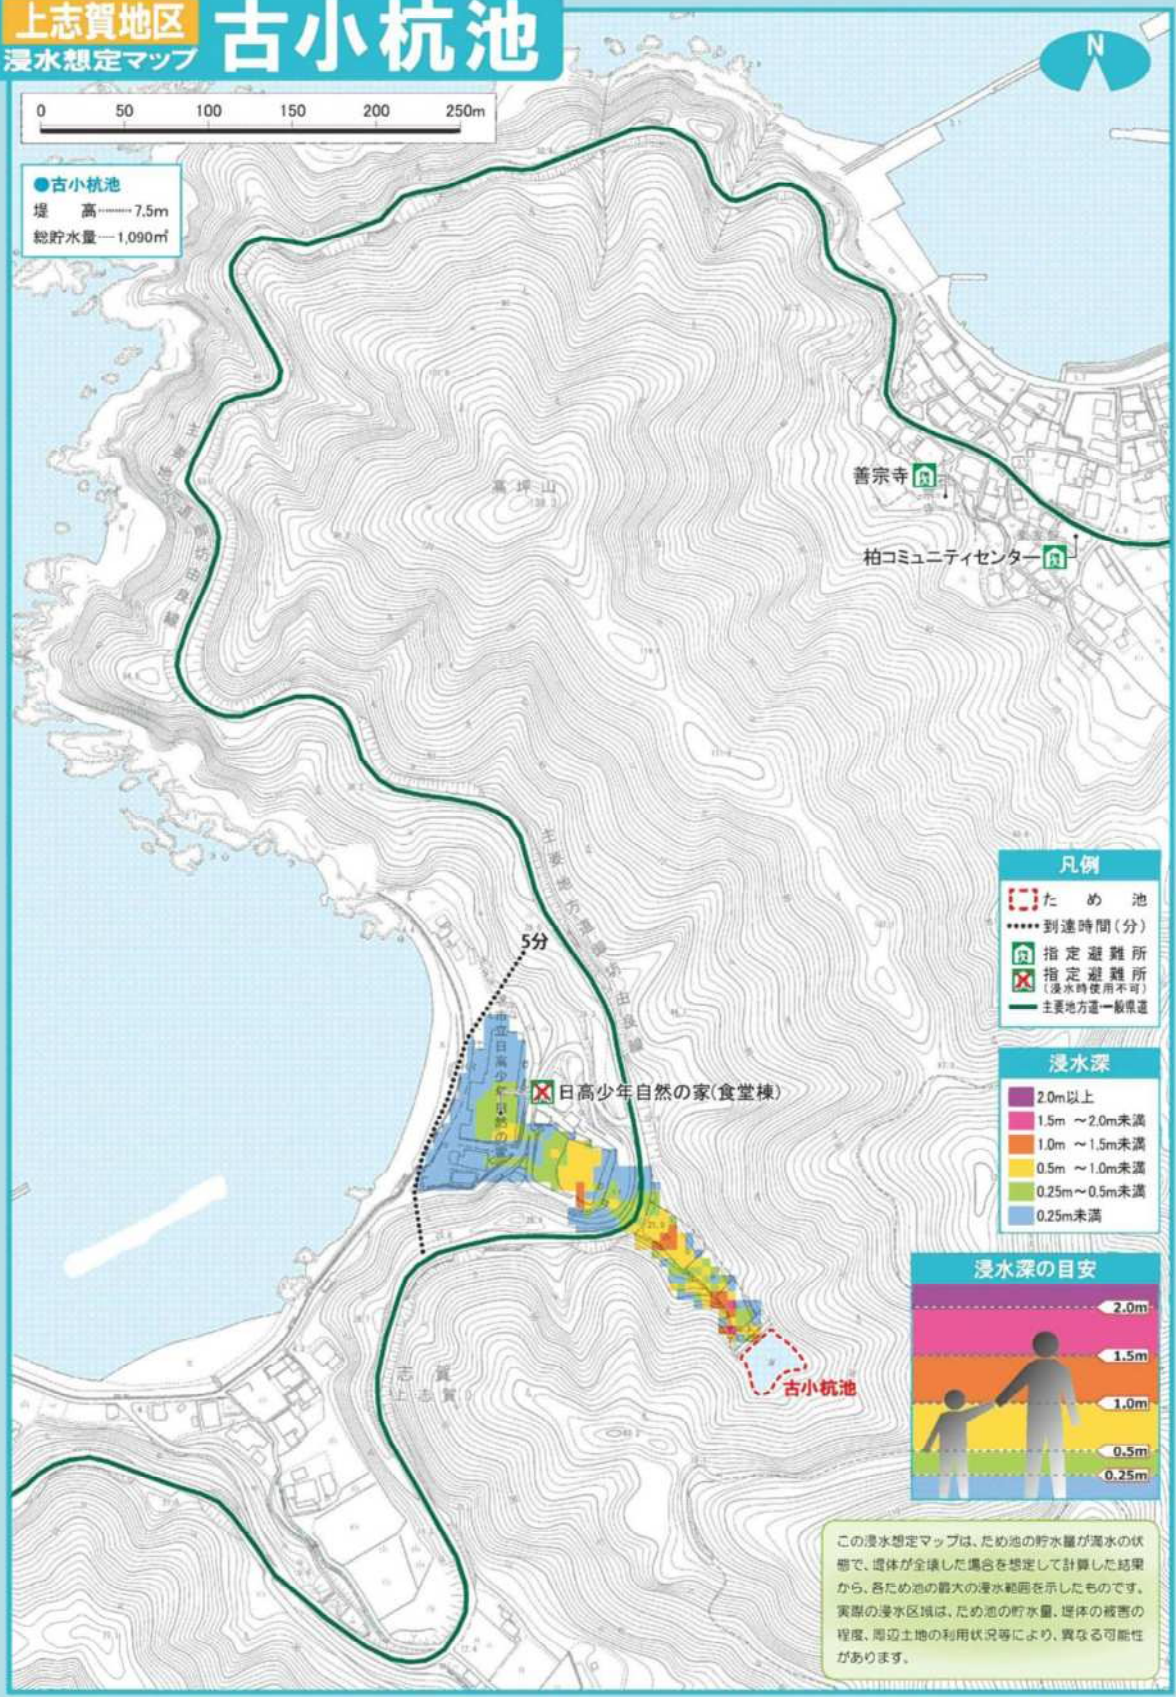 上志賀地区
浸水想定マップ
古小杭池
N
0 50 100 150 200 250m
●古小杭池
堤 高………7.5m
総貯水量…1,090㎥
高坪山
善宗寺
柏コミュニティセンター
5分
市立日高少年自然の家
日高少年自然の家(食堂棟)
志賀
(上志賀)
古小杭池
凡例
ため池
到達時間(分)
指定避難所
指定避難所
(浸水時使用不可)
主要地方道・一般県道
浸水深
2.0m以上
1.5m ～2.0m未満
1.0m ～1.5m未満
0.5m ～1.0m未満
0.25m～0.5m未満
0.25m未満
浸水深の目安
2.0m
1.5m
1.0m
0.5m
0.25m
この浸水想定マップは、ため池の貯水量が満水の状
態で、堤体が全壊した場合を想定して計算した結果
から、各ため池の最大の浸水範囲を示したものです。
実際の浸水区域は、ため池の貯水量、堤体の被害の
程度、周辺土地の利用状況等により、異なる可能性
があります。